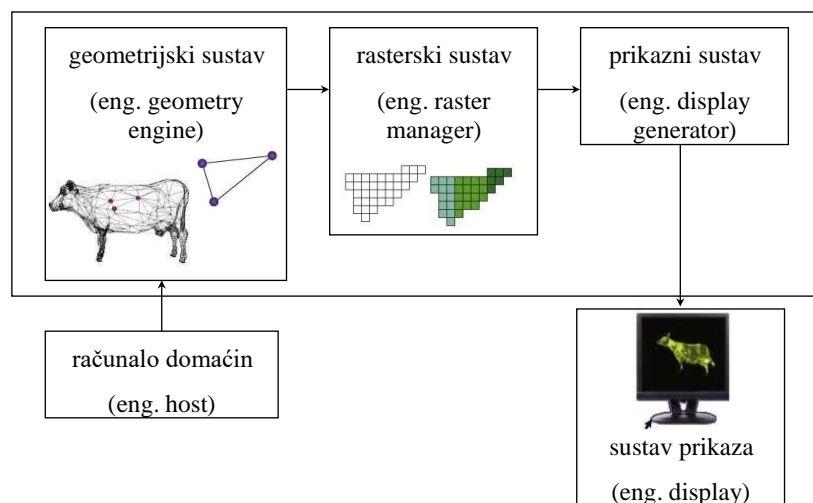 geometrijski sustav
(eng. geometry
engine)
rasterski sustav
(eng. raster
manager)
prikazni sustav
(eng. display
generator)
računalo domaćin
(eng. host)
sustav prikaza
(eng. display)